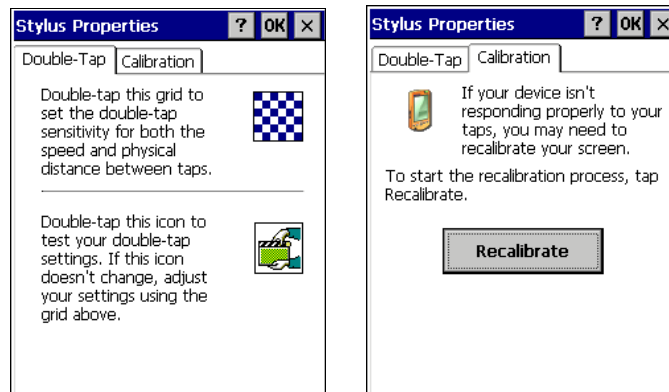 Stylus Properties ? OK ×
Double-Tap Calibration
Double-tap this grid to
set the double-tap
sensitivity for both the
speed and physical
distance between taps.
Double-tap this icon to
test your double-tap
settings. If this icon
doesn't change, adjust
your settings using the
grid above.
Stylus Properties ? OK ×
Double-Tap Calibration
If your device isn't
responding properly to your
taps, you may need to
recalibrate your screen.
To start the recalibration process, tap
Recalibrate.
Recalibrate